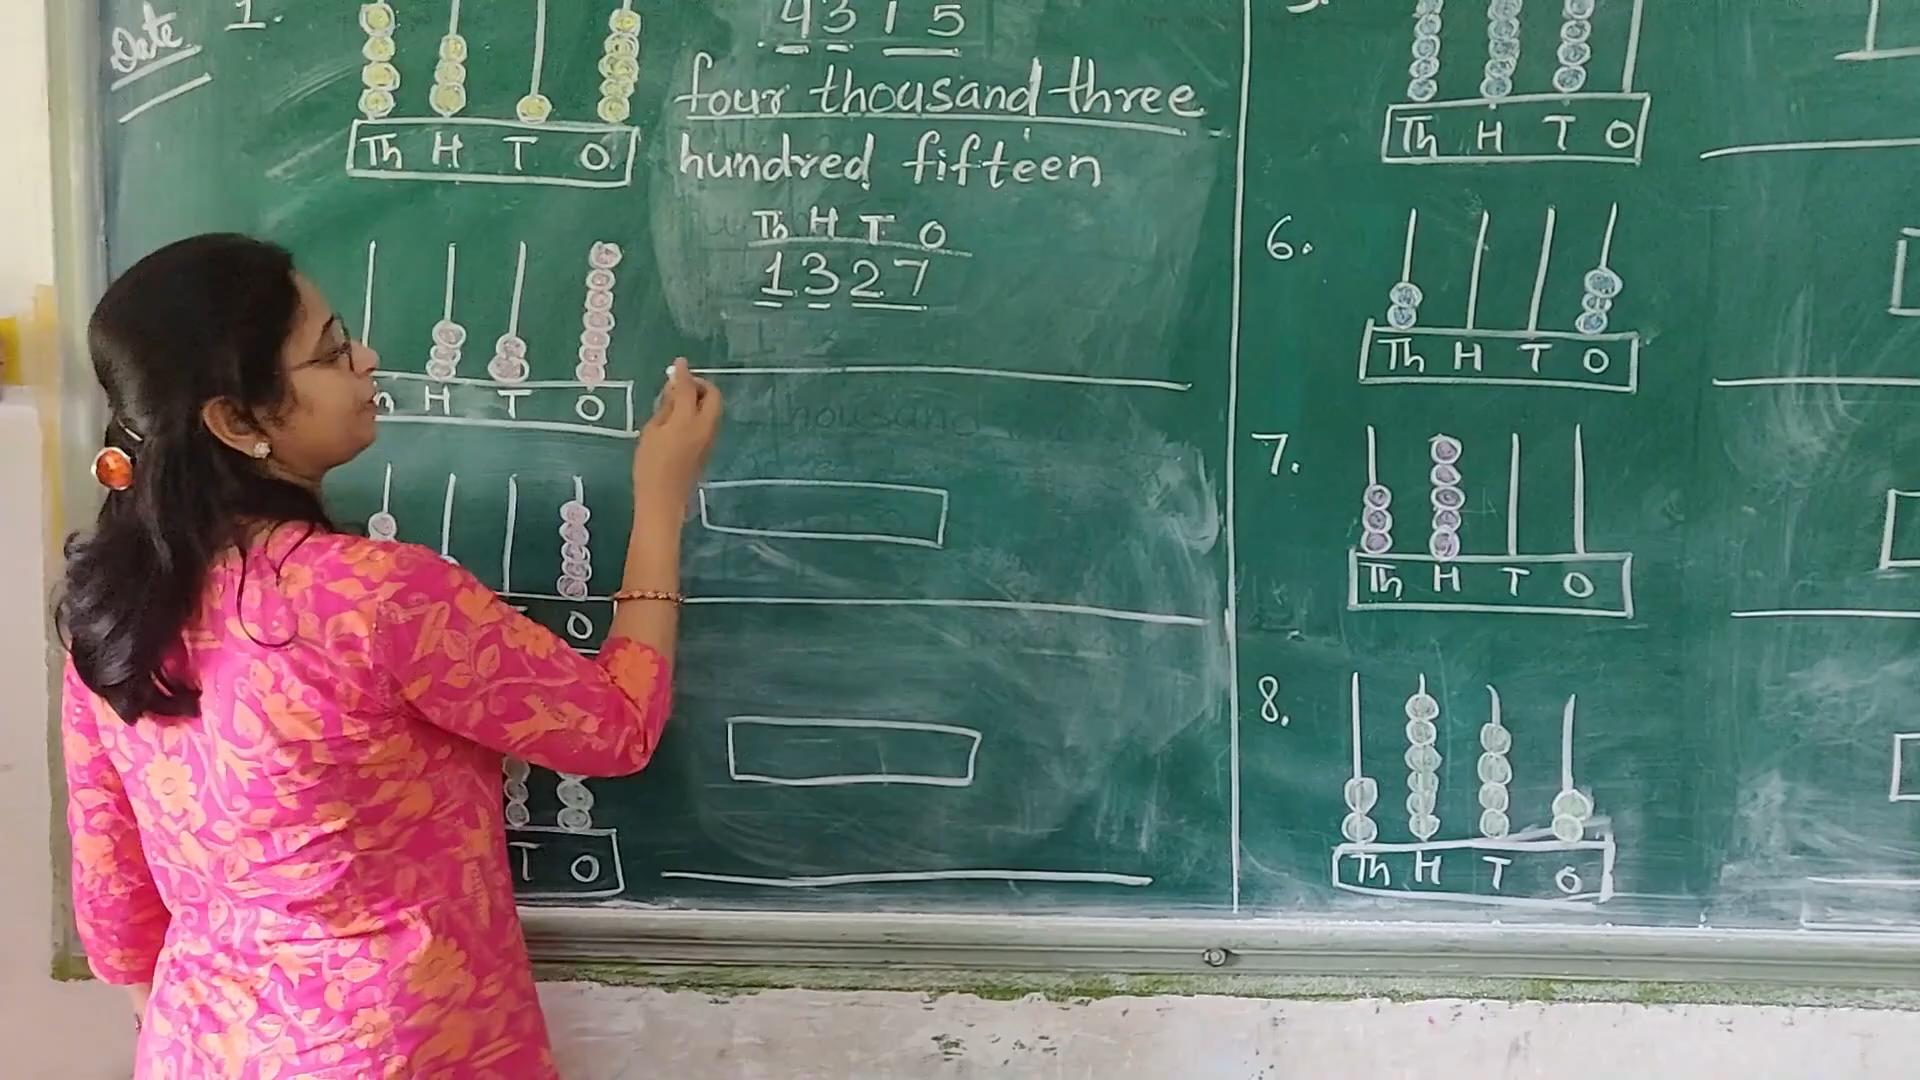 Date
1.
4315
Th H T O
four thousand three
hundred fifteen
Th H T O
1327
H T O
O
T O
Th H T O
6.
Th H T O
7.
Th H T O
8.
Th H T O